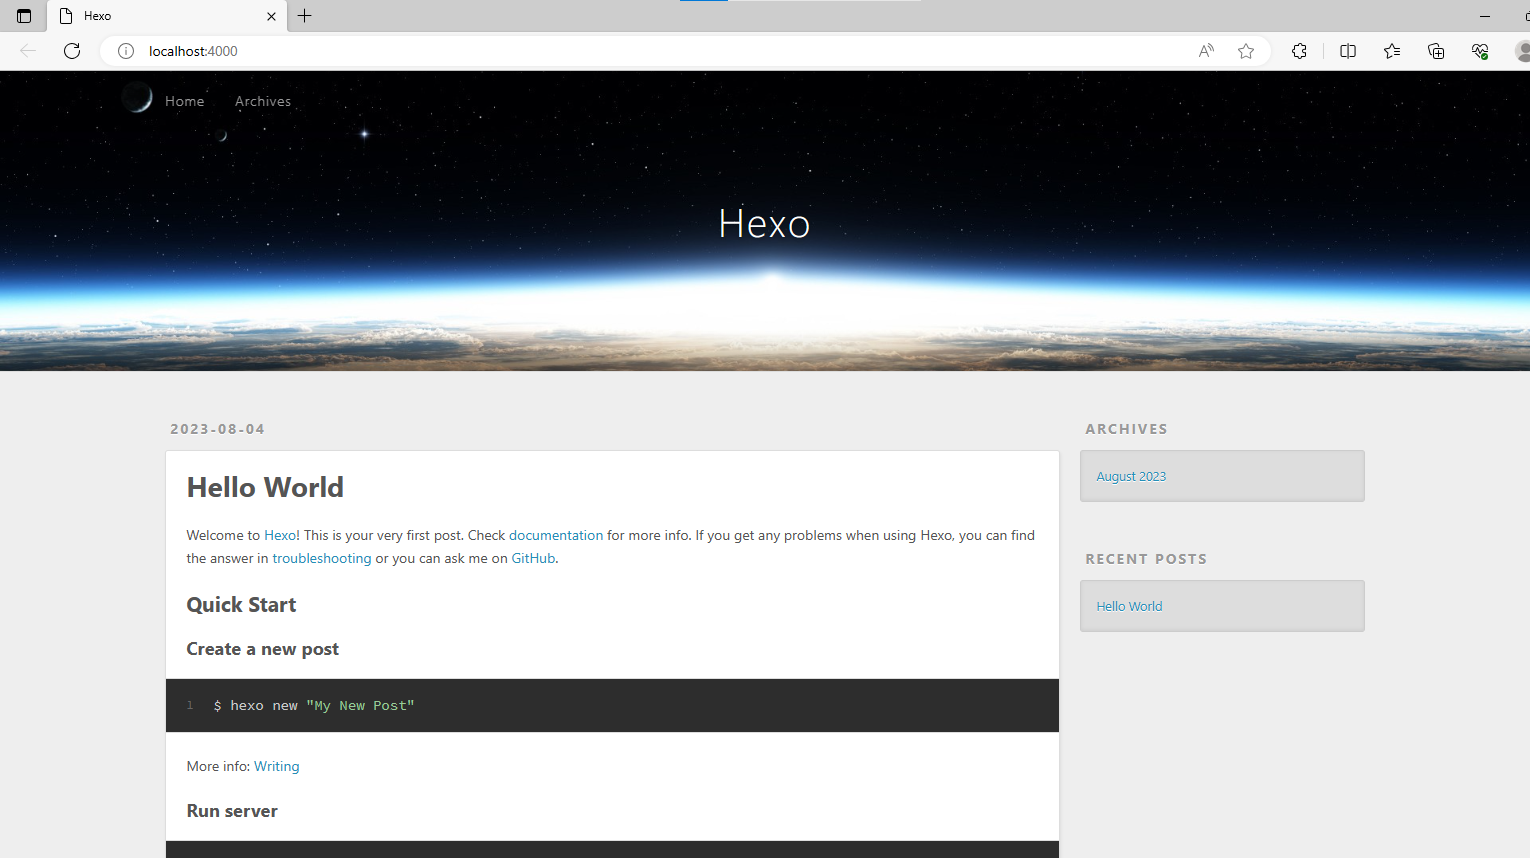 Hexo
localhost:4000
Home
Archives
Hexo
2023-08-04
Hello World
Welcome to Hexo! This is your very first post. Check documentation for more info. If you get any problems when using Hexo, you can find
the answer in troubleshooting or you can ask me on GitHub.
Quick Start
Create a new post
1 $ hexo new "My New Post"
More info: Writing
Run server
ARCHIVES
August 2023
RECENT POSTS
Hello World